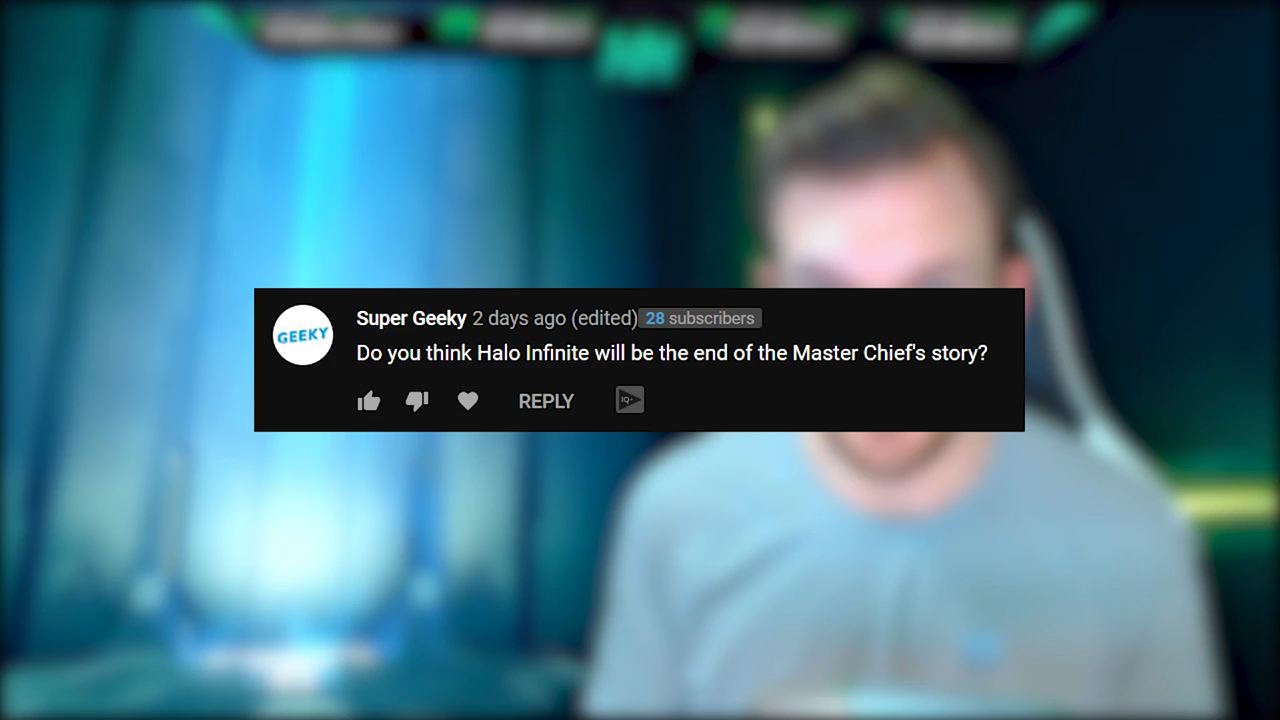 GEEKY
Super Geeky 2 days ago (edited) 28 subscribers
Do you think Halo Infinite will be the end of the Master Chief's story?
REPLY
IQ+